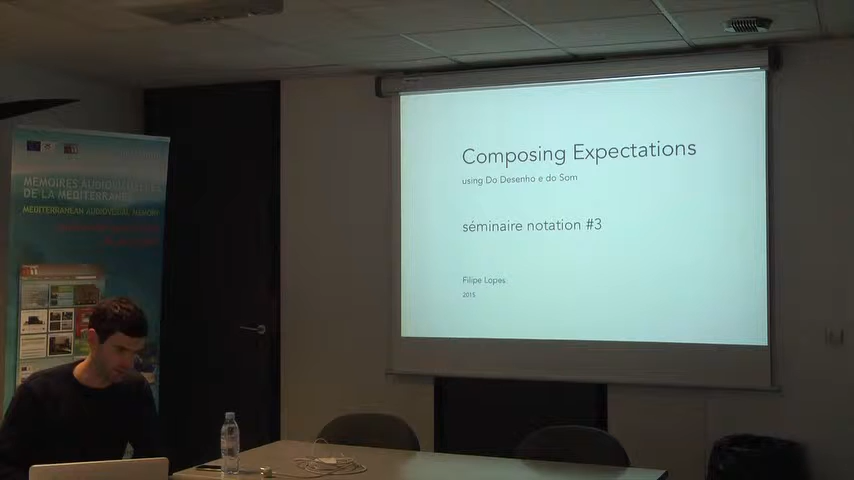 MEMOIRES AUDIOVISUELLES
DE LA MEDITERRANEE
MEDITERRANEAN AUDIOVISUAL MEMORY
Composing Expectations
using Do Desenho e do Som
séminaire notation #3
Filipe Lopes
2015